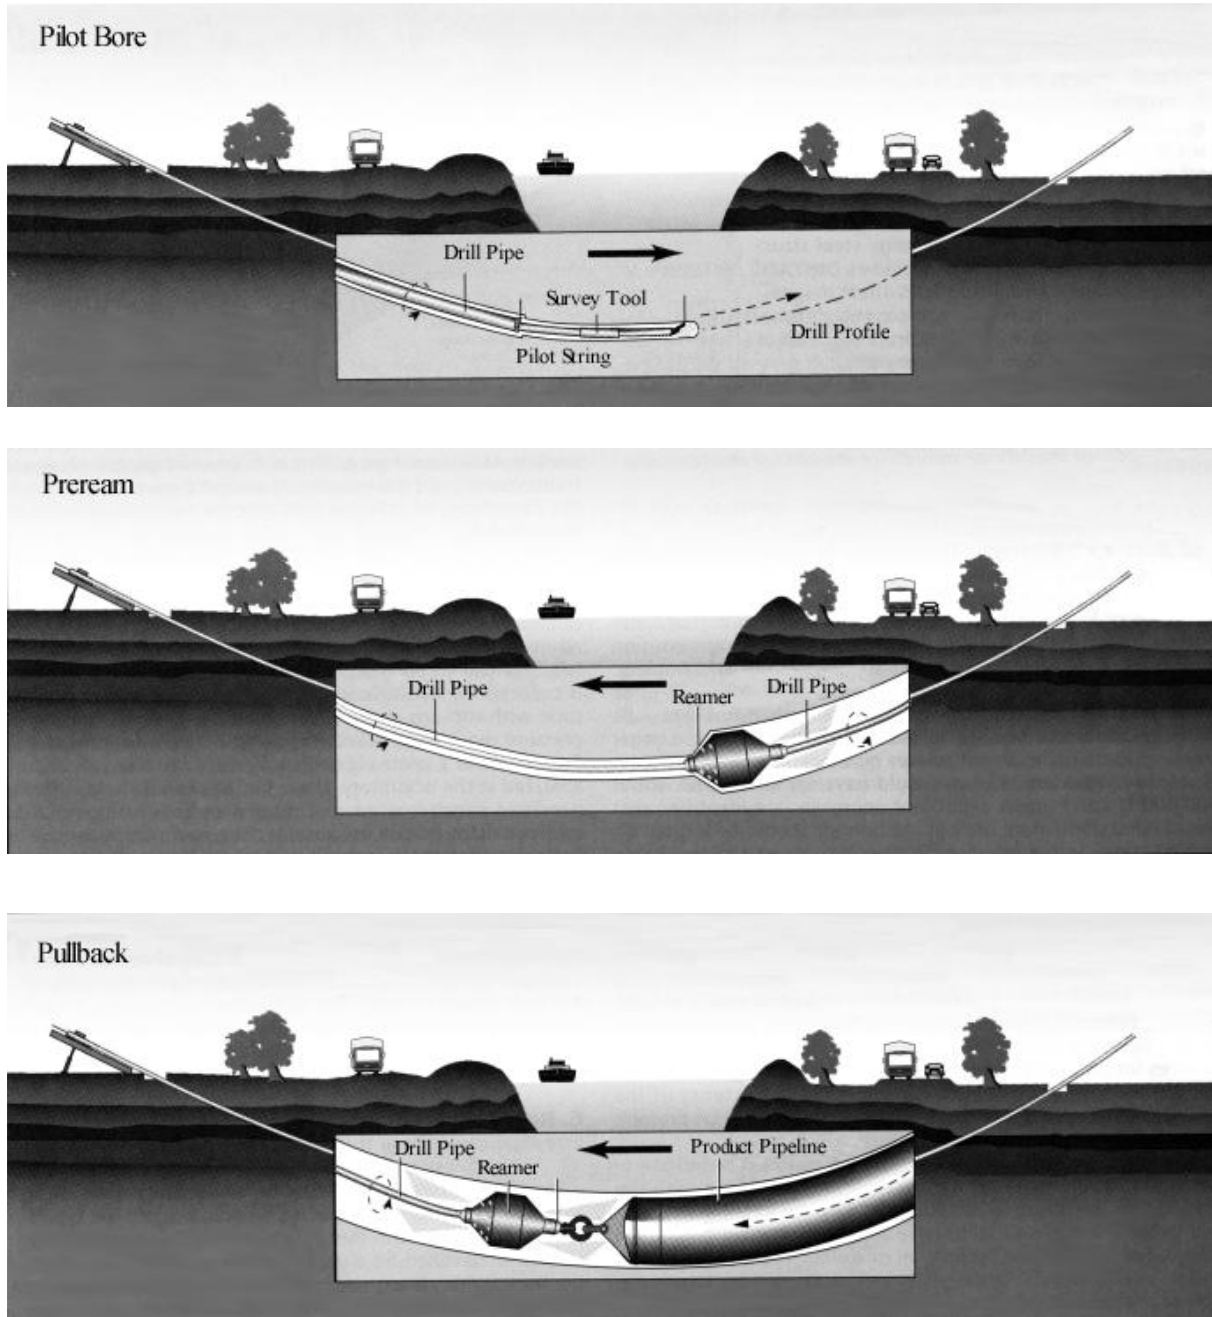 Pilot Bore
Drill Pipe
Survey Tool
Drill Profile
Pilot String
Preream
Drill Pipe
Reamer
Drill Pipe
Pullback
Drill Pipe
Reamer
Product Pipeline